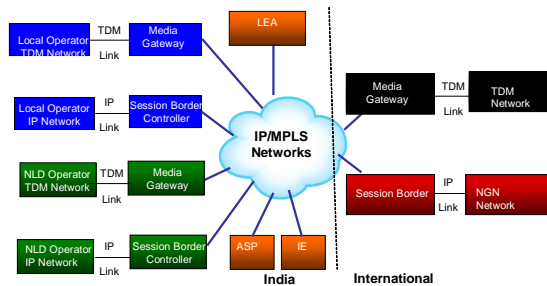 LEA
Local Operator
TDM Network
TDM
Link
Media
Gateway
Local Operator
IP Network
IP
Link
Session Border
Controller
NLD Operator
TDM Network
TDM
Link
Media
Gateway
NLD Operator
IP Network
IP
Link
Session Border
Controller
IP/MPLS
Networks
ASP
IE
India
Media
Gateway
TDM
Link
TDM
Network
Session Border
IP
Link
NGN
Network
International